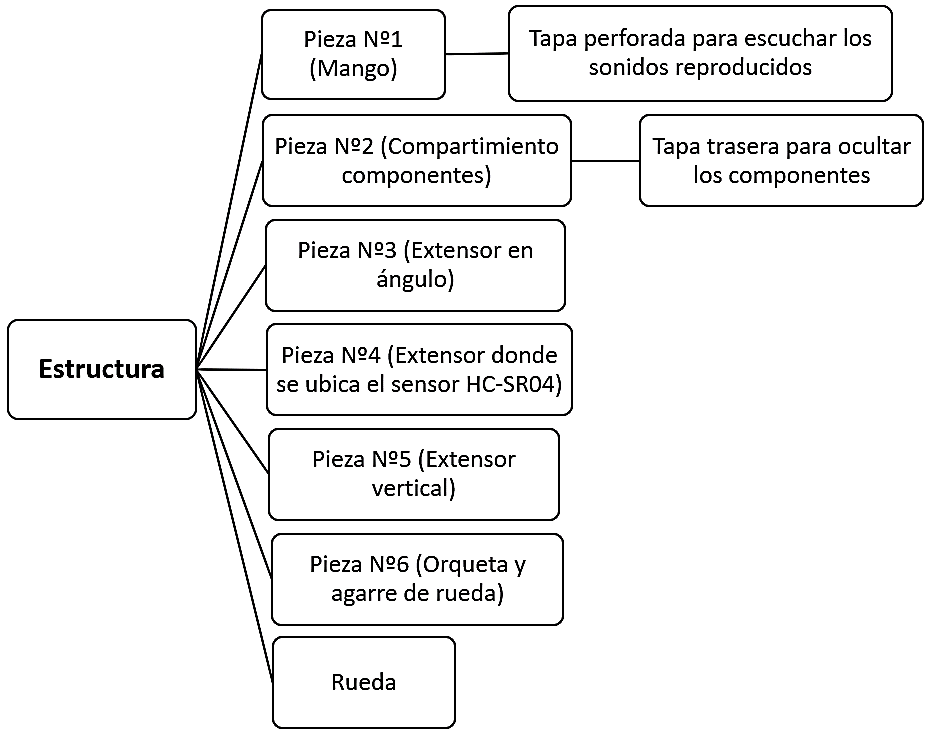 Pieza Nº1
(Mango)
Tapa perforada para escuchar los
sonidos reproducidos
Pieza Nº2 (Compartimiento
componentes)
Tapa trasera para ocultar
los componentes
Pieza Nº3 (Extensor en
ángulo)
Estructura
Pieza Nº4 (Extensor donde
se ubica el sensor HC-SR04)
Pieza Nº5 (Extensor
vertical)
Pieza Nº6 (Orqueta y
agarre de rueda)
Rueda